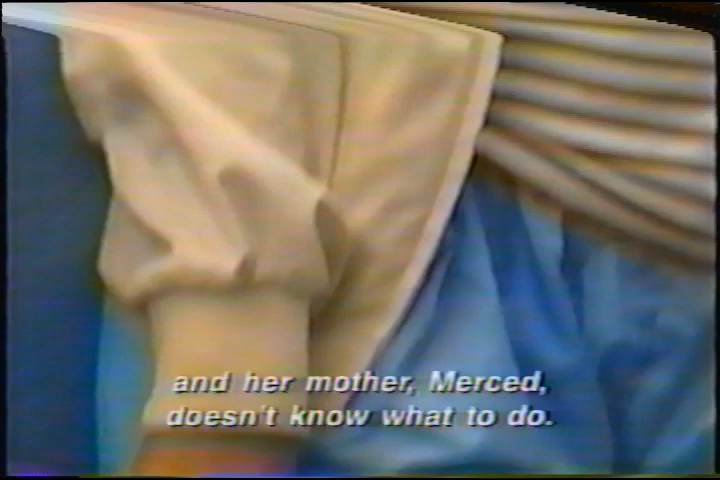 and her mother, Merced,
doesn't know what to do.